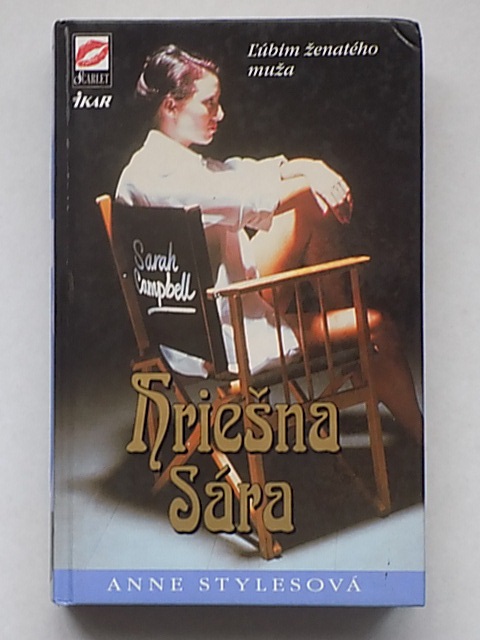 Ľúbim ženatého
muža
SCARLET
IKAR
Sarah
Campbell
Hriešna
Sára
ANNE STYLESOVÁ